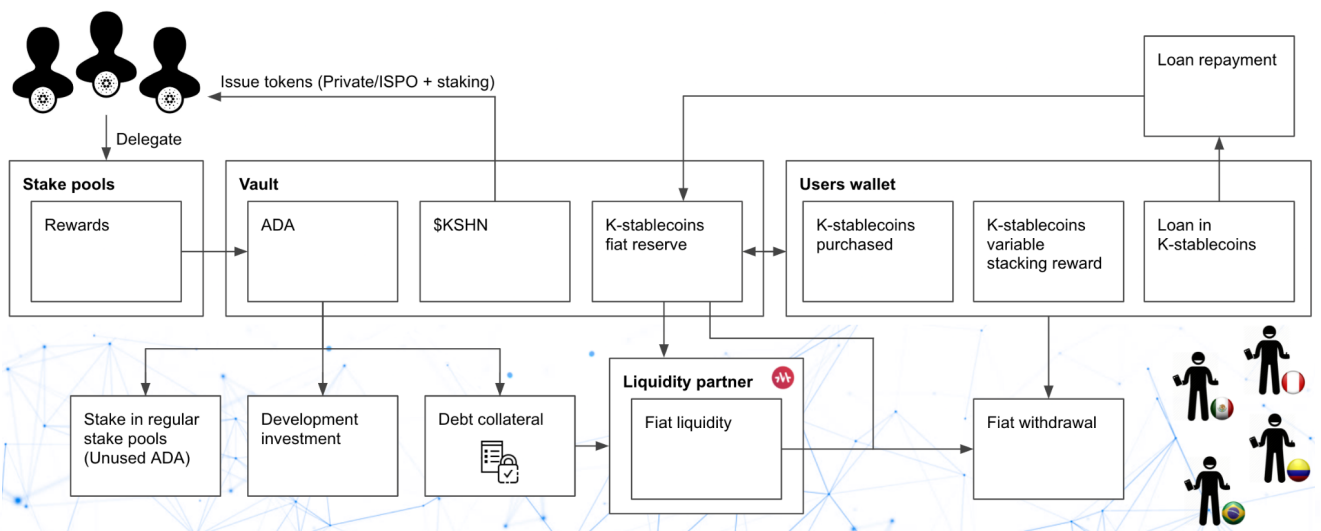 Issue tokens (Private/ISPO + staking)
Loan repayment
Delegate
Stake pools
Rewards
Vault
ADA
$KSHN
K-stablecoins
fiat reserve
Users wallet
K-stablecoins
purchased
K-stablecoins
variable
stacking reward
Loan in
K-stablecoins
Stake in regular
stake pools
(Unused ADA)
Development
investment
Debt collateral
Liquidity partner
Fiat liquidity
Fiat withdrawal